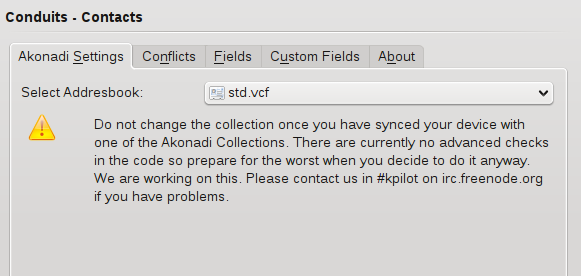 Conduits - Contacts
Akonadi Settings Conflicts Fields Custom Fields About
Select Addresbook: std.vcf
Do not change the collection once you have synced your device with
one of the Akonadi Collections. There are currently no advanced checks
in the code so prepare for the worst when you decide to do it anyway.
We are working on this. Please contact us in #kpilot on irc.freenode.org
if you have problems.